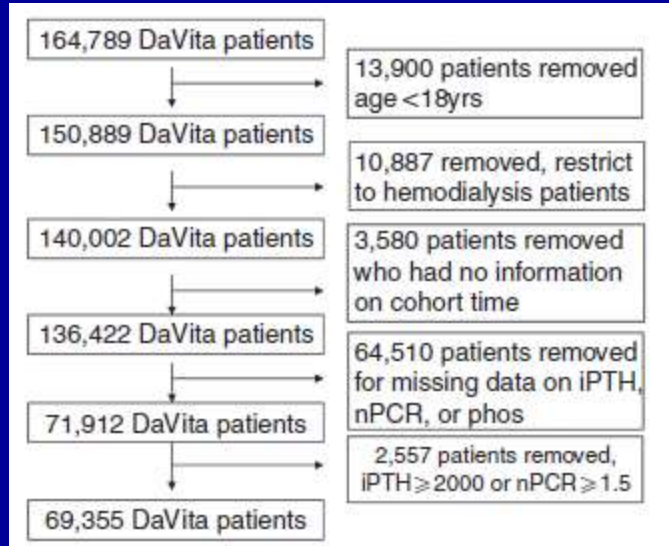 164,789 DaVita patients
13,900 patients removed
age <18yrs
150,889 DaVita patients
10,887 removed, restrict
to hemodialysis patients
140,002 DaVita patients
3,580 patients removed
who had no information
on cohort time
136,422 DaVita patients
64,510 patients removed
for missing data on iPTH,
nPCR, or phos
71,912 DaVita patients
2,557 patients removed,
iPTH⩾2000 or nPCR⩾1.5
69,355 DaVita patients